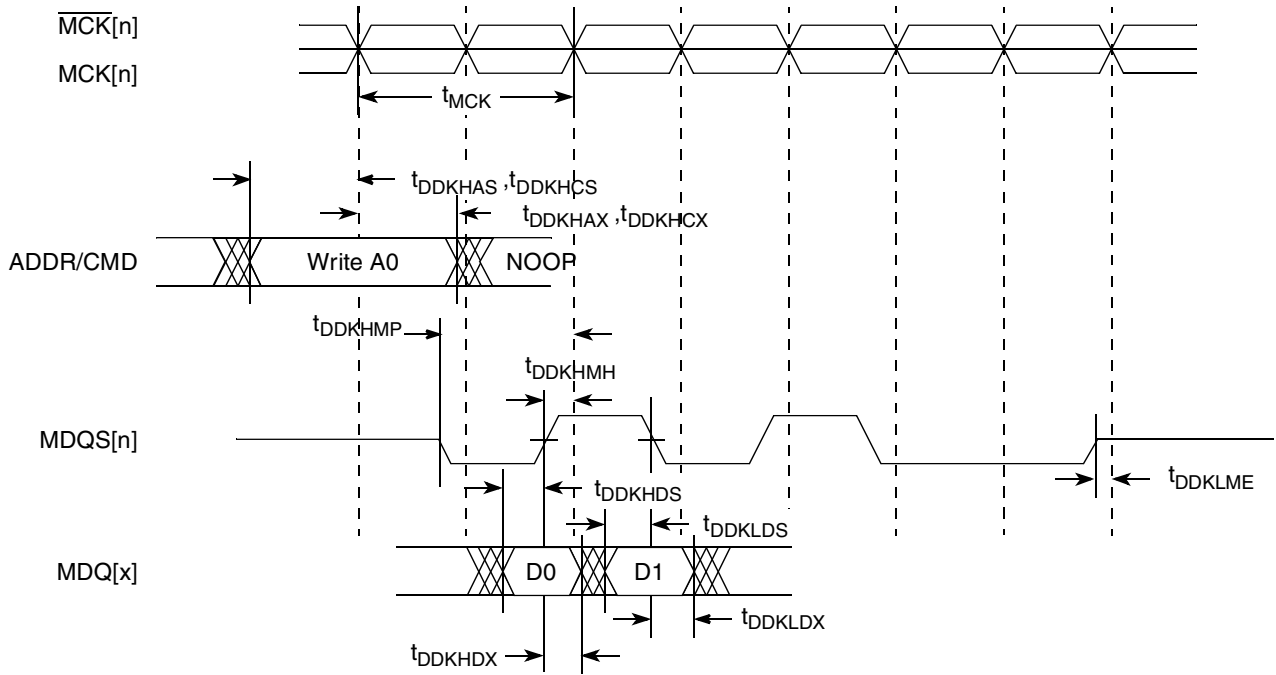 MCK[n]
MCK[n]
tMCK
tDDKHAS ,tDDKHCS
tDDKHAX ,tDDKHCX
ADDR/CMD Write A0 NOOP
tDDKHMP
tDDKHMH
MDQS[n]
tDDKLME
tDDKHDS
tDDKLDS
MDQ[x] D0 D1
tDDKLDX
tDDKHDX